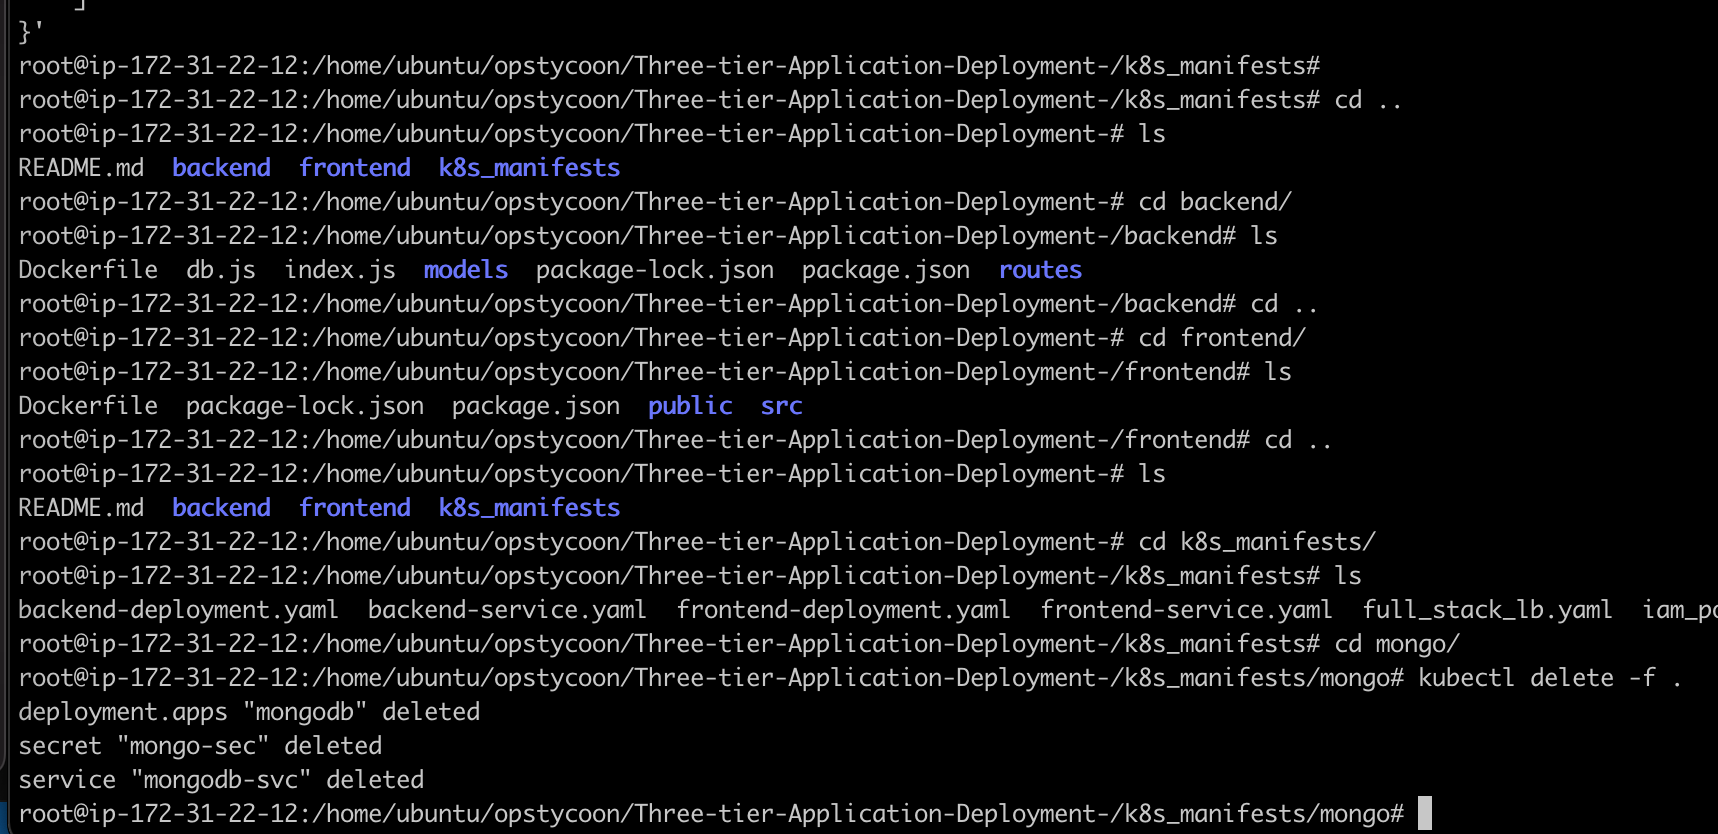 ]
}'
root@ip-172-31-22-12:/home/ubuntu/opstycoon/Three-tier-Application-Deployment-/k8s_manifests#
root@ip-172-31-22-12:/home/ubuntu/opstycoon/Three-tier-Application-Deployment-/k8s_manifests# cd ..
root@ip-172-31-22-12:/home/ubuntu/opstycoon/Three-tier-Application-Deployment-# ls
README.md  backend  frontend  k8s_manifests
root@ip-172-31-22-12:/home/ubuntu/opstycoon/Three-tier-Application-Deployment-# cd backend/
root@ip-172-31-22-12:/home/ubuntu/opstycoon/Three-tier-Application-Deployment-/backend# ls
Dockerfile  db.js  index.js  models  package-lock.json  package.json  routes
root@ip-172-31-22-12:/home/ubuntu/opstycoon/Three-tier-Application-Deployment-/backend# cd ..
root@ip-172-31-22-12:/home/ubuntu/opstycoon/Three-tier-Application-Deployment-# cd frontend/
root@ip-172-31-22-12:/home/ubuntu/opstycoon/Three-tier-Application-Deployment-/frontend# ls
Dockerfile  package-lock.json  package.json  public  src
root@ip-172-31-22-12:/home/ubuntu/opstycoon/Three-tier-Application-Deployment-/frontend# cd ..
root@ip-172-31-22-12:/home/ubuntu/opstycoon/Three-tier-Application-Deployment-# ls
README.md  backend  frontend  k8s_manifests
root@ip-172-31-22-12:/home/ubuntu/opstycoon/Three-tier-Application-Deployment-# cd k8s_manifests/
root@ip-172-31-22-12:/home/ubuntu/opstycoon/Three-tier-Application-Deployment-/k8s_manifests# ls
backend-deployment.yaml  backend-service.yaml  frontend-deployment.yaml  frontend-service.yaml  full_stack_lb.yaml
root@ip-172-31-22-12:/home/ubuntu/opstycoon/Three-tier-Application-Deployment-/k8s_manifests# cd mongo/
root@ip-172-31-22-12:/home/ubuntu/opstycoon/Three-tier-Application-Deployment-/k8s_manifests/mongo# kubectl delete -f .
deployment.apps "mongodb" deleted
secret "mongo-sec" deleted
service "mongodb-svc" deleted
root@ip-172-31-22-12:/home/ubuntu/opstycoon/Three-tier-Application-Deployment-/k8s_manifests/mongo#